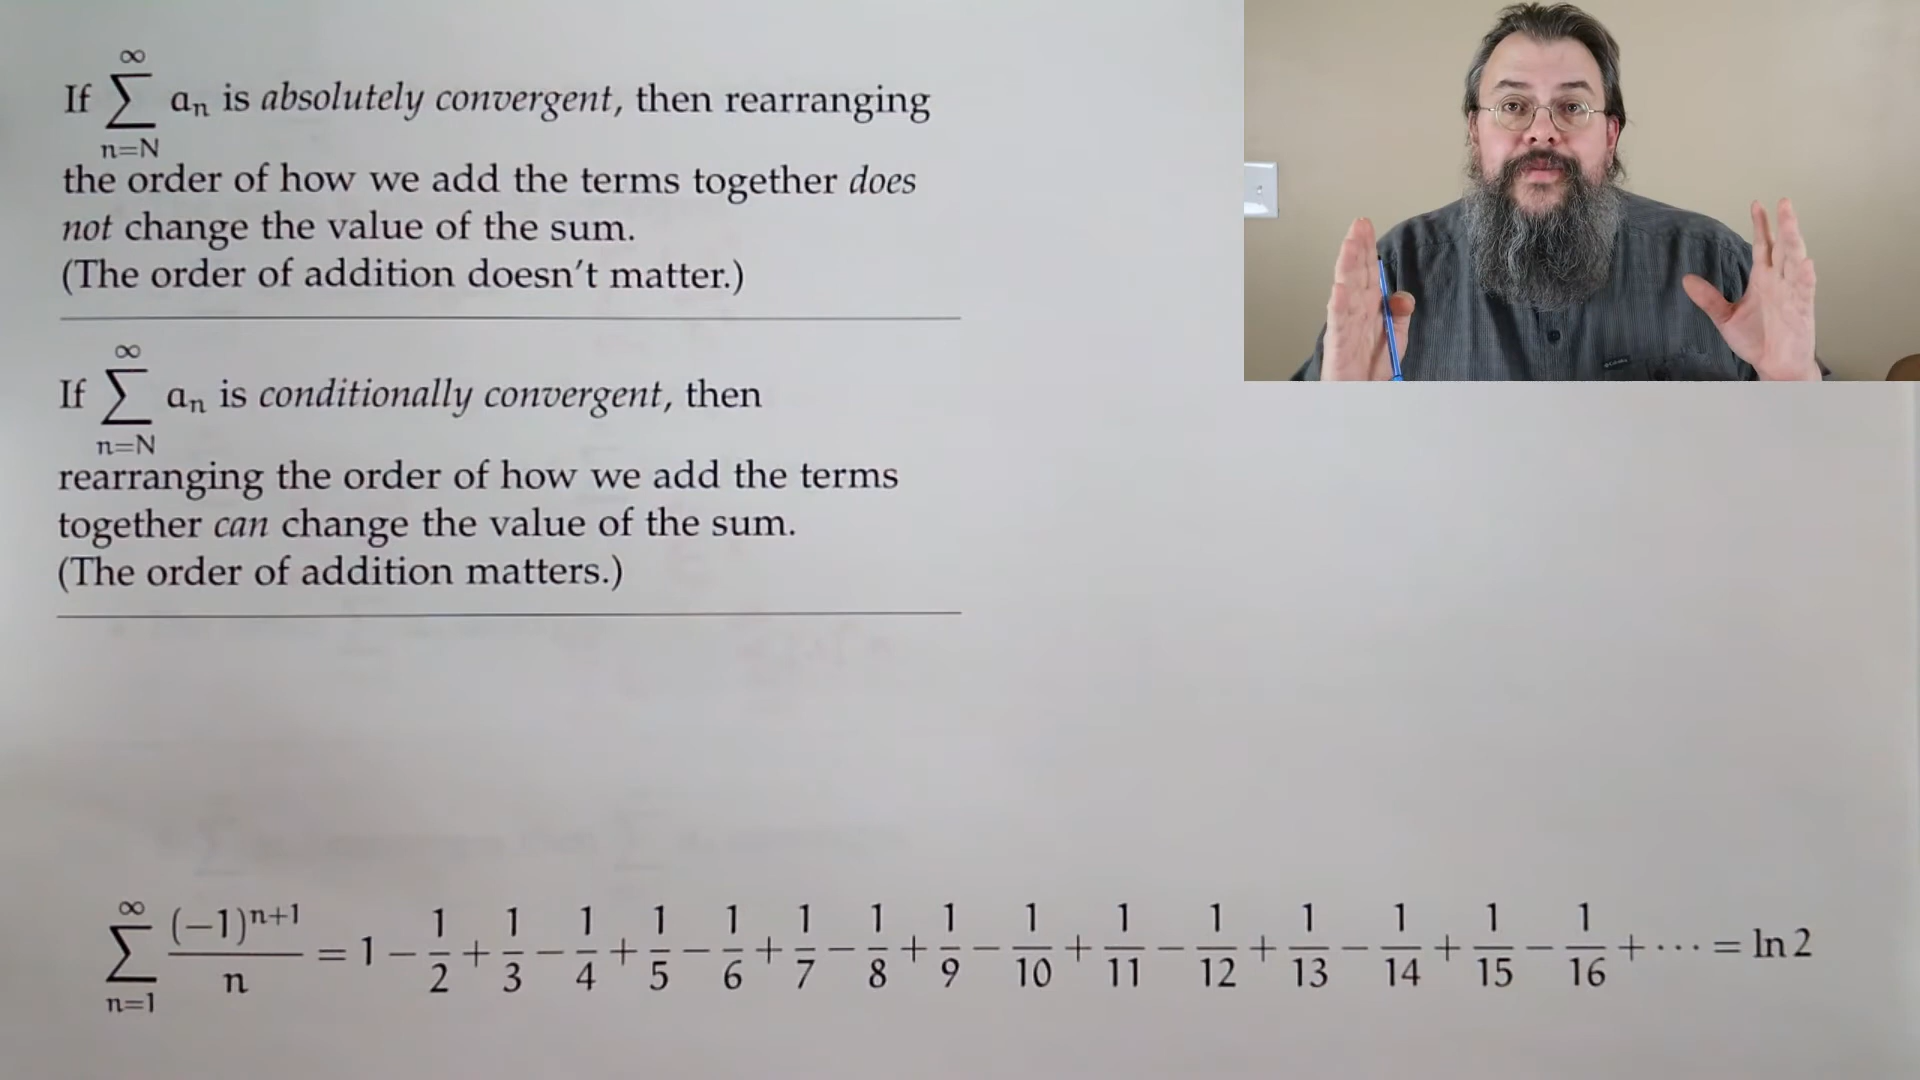 If ∑_{n=N}^{∞} aₙ is absolutely convergent, then rearranging
the order of how we add the terms together does
not change the value of the sum.
(The order of addition doesn't matter.)
If ∑_{n=N}^{∞} aₙ is conditionally convergent, then
rearranging the order of how we add the terms
together can change the value of the sum.
(The order of addition matters.)
∑_{n=1}^{∞} (−1)^{n+1}/n = 1 − 1/2 + 1/3 − 1/4 + 1/5 − 1/6 + 1/7 − 1/8 + 1/9 − 1/10 + 1/11 − 1/12 + 1/13 − 1/14 + 1/15 − 1/16 + ⋯ = ln 2